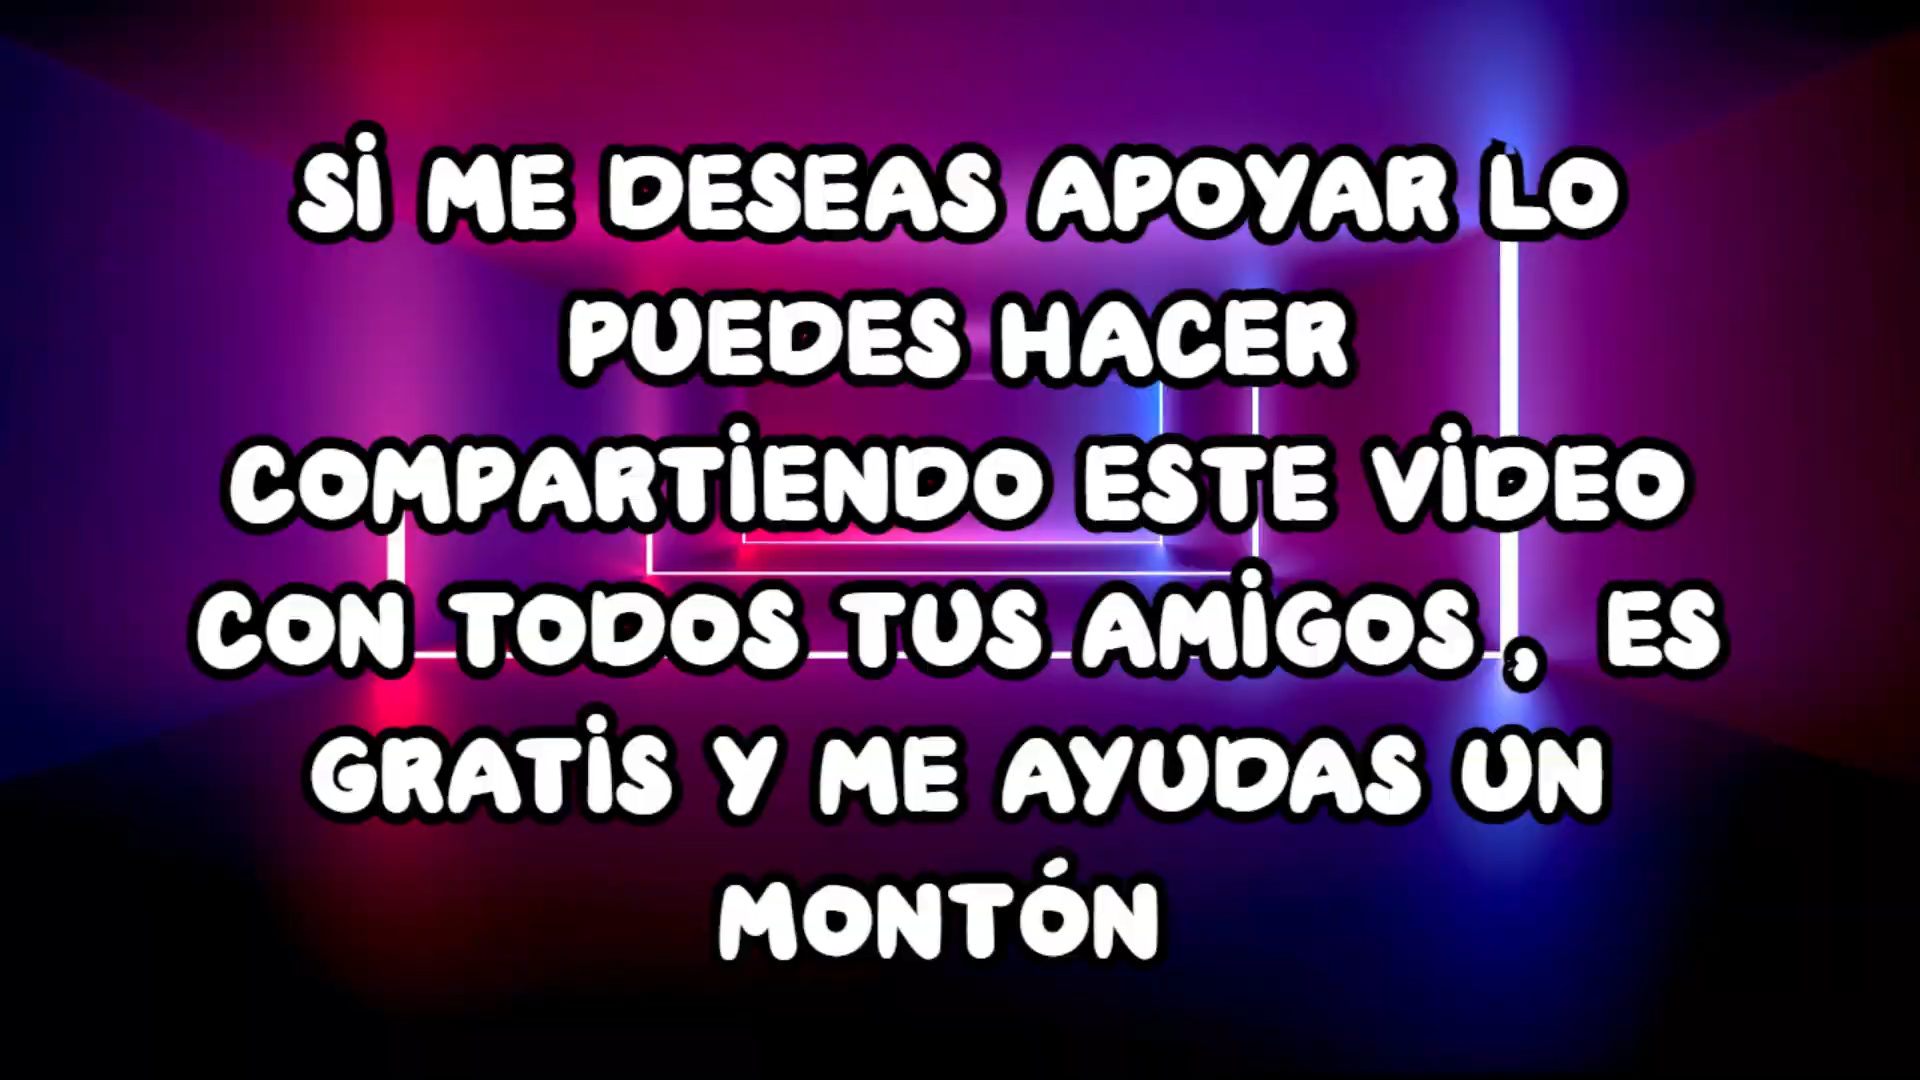 SI ME DESEAS APOYAR LO
PUEDES HACER
COMPARTIENDO ESTE VIDEO
CON TODOS TUS AMIGOS , ES
GRATIS Y ME AYUDAS UN
MONTÓN